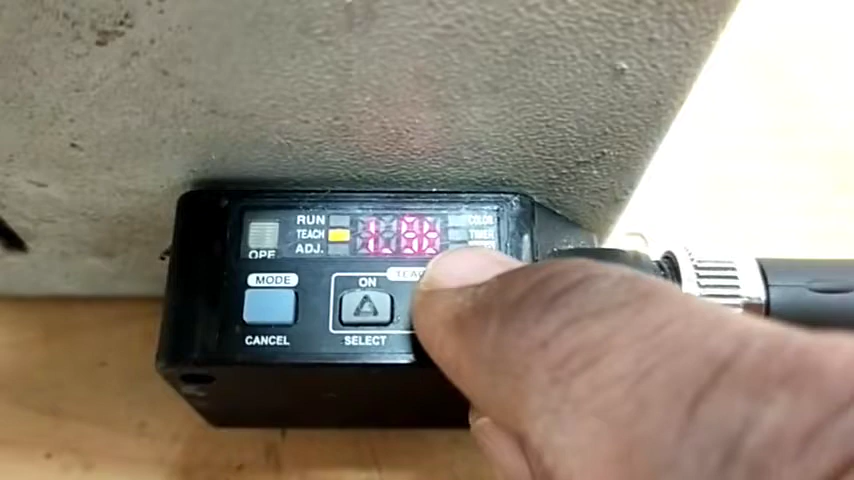 RUN
TEACH
ADJ.
COLOR
TIMER
OPE
MODE
CANCEL
ON
SELECT